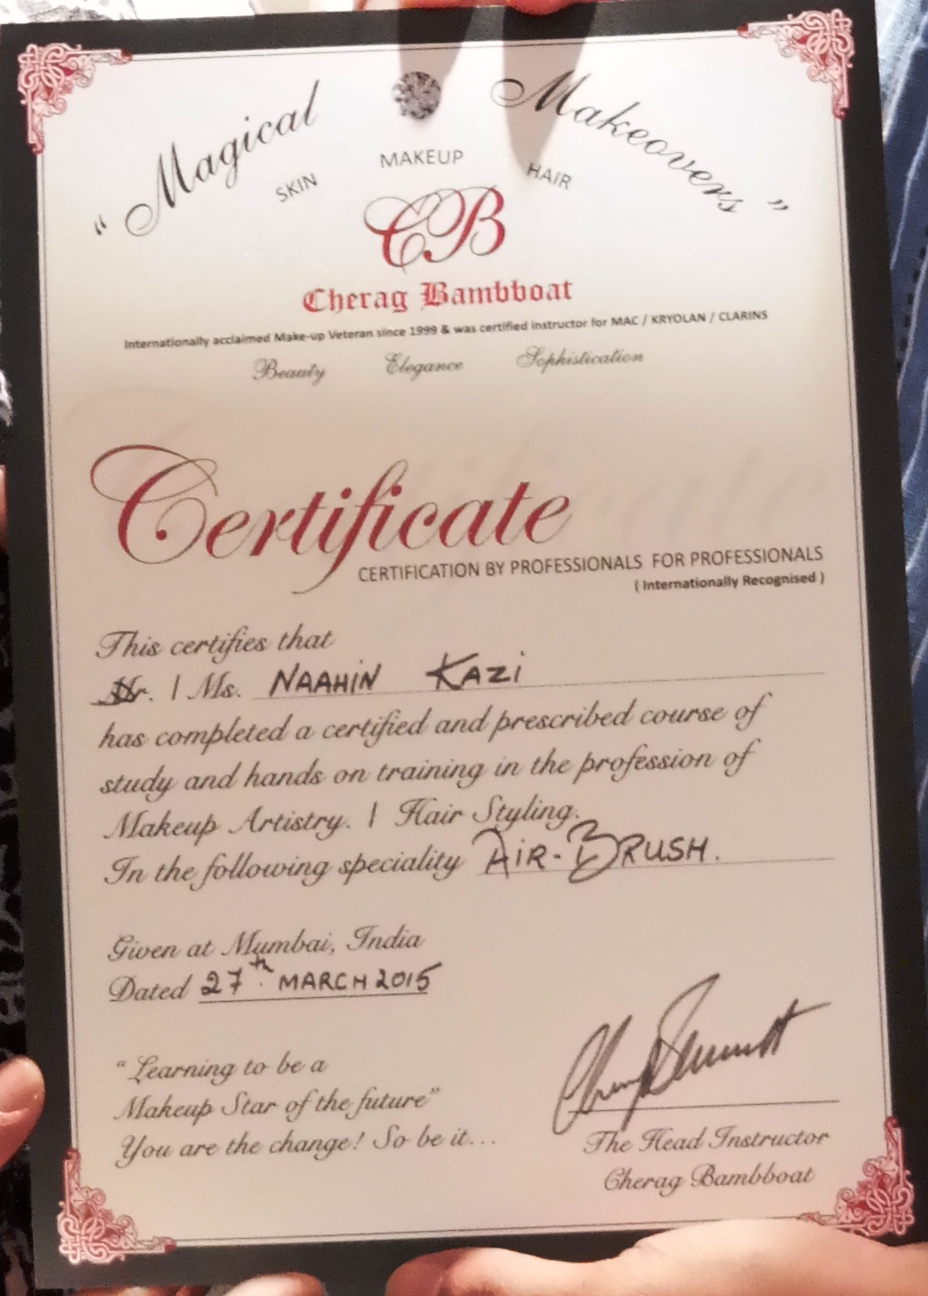 “Magical Makeovers”
SKIN MAKEUP HAIR
CB
Cherag Bambboat
Internationally acclaimed Make-up Veteran since 1999 & was certified instructor for MAC / KRYOLAN / CLARINS
Beauty Elegance Sophistication
Certificate
CERTIFICATION BY PROFESSIONALS FOR PROFESSIONALS
( Internationally Recognised )
This certifies that
Mr. / Ms. NAAHIN KAZI
has completed a certified and prescribed course of
study and hands on training in the profession of
Makeup Artistry. / Hair Styling.
In the following speciality AIR-BRUSH.
Given at Mumbai, India
Dated 27th. MARCH 2015
“Learning to be a
Makeup Star of the future”
You are the change! So be it...
The Head Instructor
Cherag Bambboat